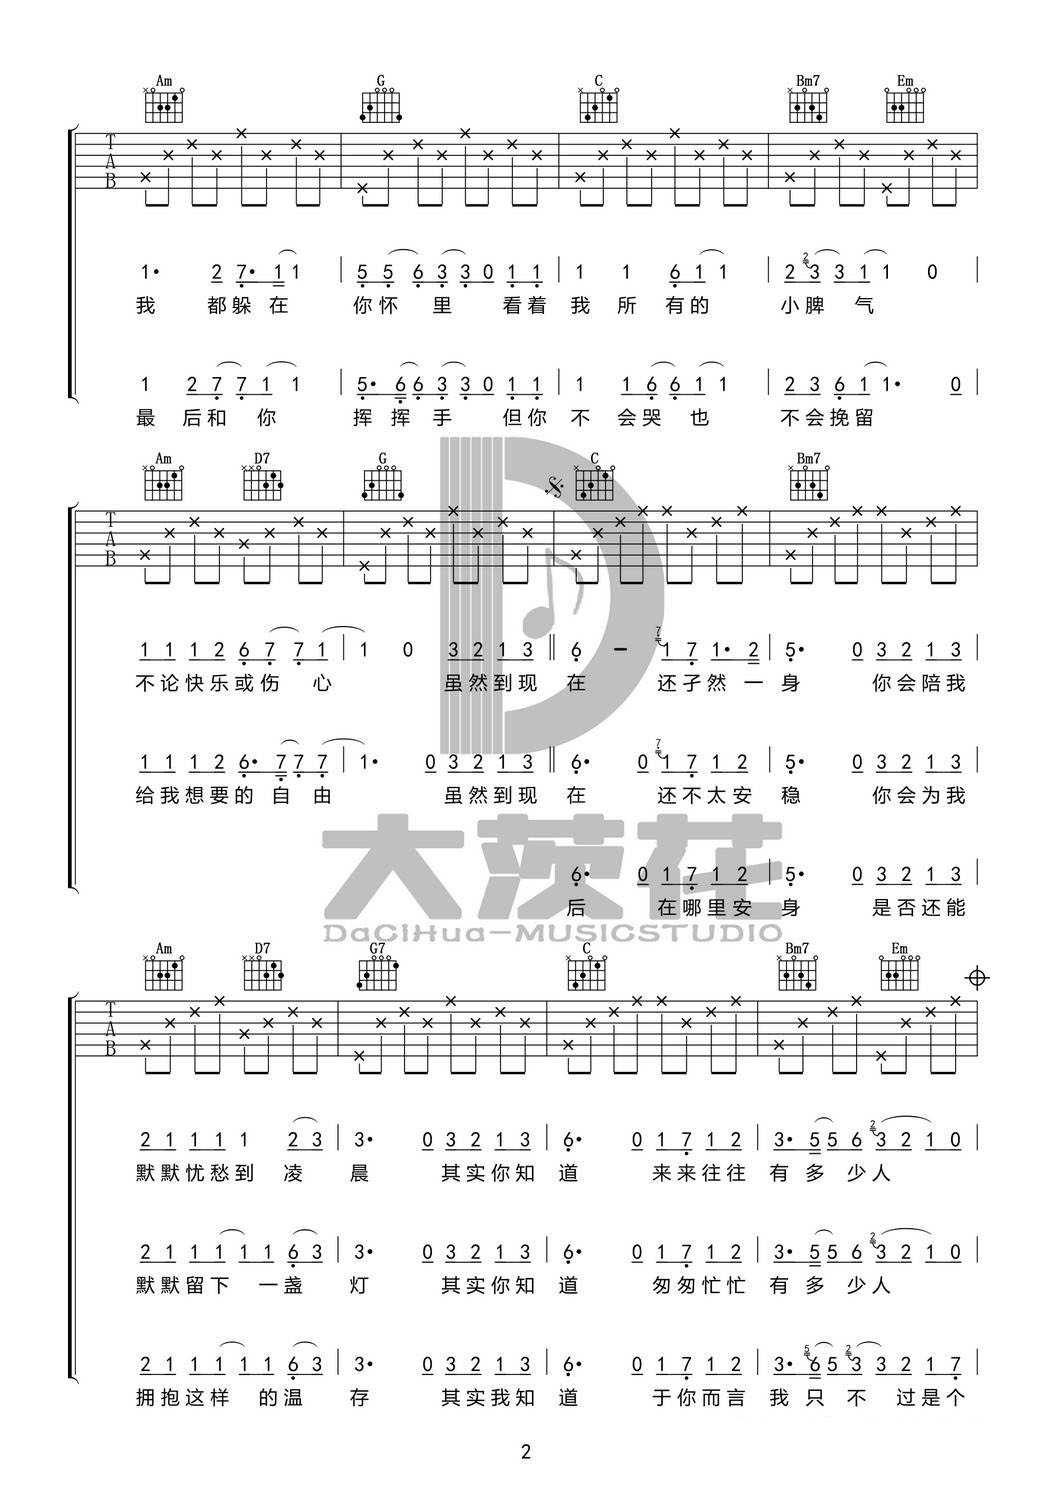 Am G C Bm7 Em
T A B
1· 2 7· 1 1 | 5 5 6 3 3 0 1 1 | 1 1 6 1 1 | 2 2 3 3 1 1 0 |
我 都躲在 你怀里 看着 我所有的 小脾气
1 2 7 7 1 1 | 5· 6 6 3 3 0 1 1 | 1 1 6 6 1 1 | 2 3 6 1 1· 0 |
最后和你 挥挥手 但你 不会哭也 不会挽留
Am D7 G C Bm7
T A B
1 1 1 2 6 7 7 1 | 1 0 3 2 1 3 || 6 – 7 1 7 1· 2 | 5· 0 3 2 1 3 |
不论快乐或伤心 虽然到现 在 还孑然一 身 你会陪我
1 1 1 2 6· 7 7 7 | 1· 0 3 2 1 3 || 6· 0 7 1 7 1 2 | 5· 0 3 2 1 3 |
给我想要的自由 虽然到现 在 还不太安 稳 你会为我
6· 0 1 7 1 2 | 5· 0 3 2 1 3 |
后 在哪里安 身 是否还能
大茨花
DaCiHua-MUSICSTUDIO
Am D7 G7 C Bm7 Em
T A B
2 1 1 1 1 1 2 3 | 3· 0 3 2 1 3 | 6· 0 1 7 1 2 | 3· 5 5 6 2 3 2 1 0 |
默默忧愁到凌 晨 其实你知 道 来来往往 有多少人
2 1 1 1 1 1 1 6 3 | 3· 0 3 2 1 3 | 6· 0 1 7 1 2 | 3· 5 5 6 2 3 2 1 0 |
默默留下一盏 灯 其实你知 道 匆匆忙忙 有多少人
2 1 1 1 1 1 1 6 3 | 3· 0 3 2 1 3 | 6· 0 1 7 1 2 | 3· 5 6 5 2 3 3 2 1 7 |
拥抱这样的温 存 其实我知 道 于你而言 我只不过是个
2